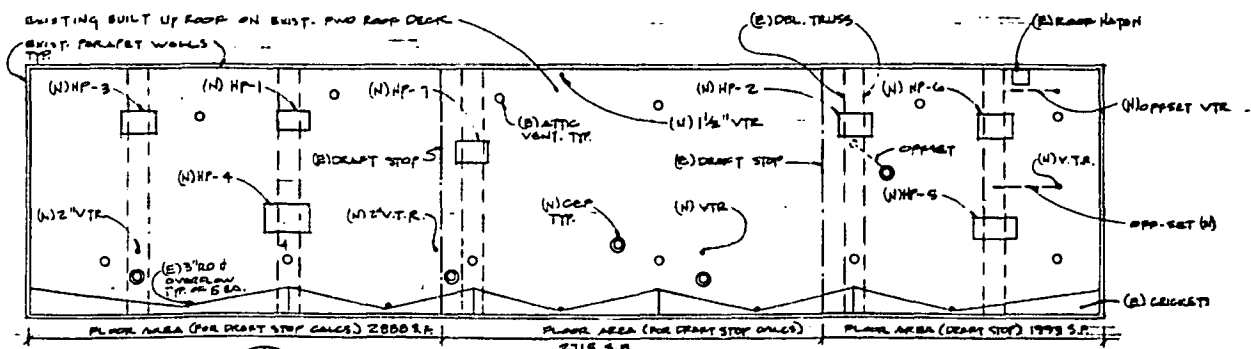 EXISTING BUILT UP ROOF ON EXIST. PWD ROOF DECK
EXIST. PARAPET WALLS
TYP.
(E) DBL. TRUSS
(E) ROOF HATCH
(N) HP-3
(N) HP-1
(N) HP-7
(E) ATTIC
VENT. TYP.
(N) 1½" VTR
(N) HP-2
(N) HP-6
(N) OFFSET VTR
(E) DRAFT STOP
(E) DRAFT STOP
OFFSET
(N) V.T.R.
(N) HP-4
(N) HP-5
(N) 2" VTR
(N) 2" V.T.R.
TYP.
(N) VTR
OFF-SET (N)
(E) 3" RD &
OVERFLOW
TYP. OF 5 EA.
(E) CRICKETS
FLOOR AREA (FOR DRAFT STOP CALCS) 2888 S.F.
FLOOR AREA (FOR DRAFT STOP CALCS)
2715 S.F.
FLOOR AREA (DRAFT STOP) 1998 S.F.